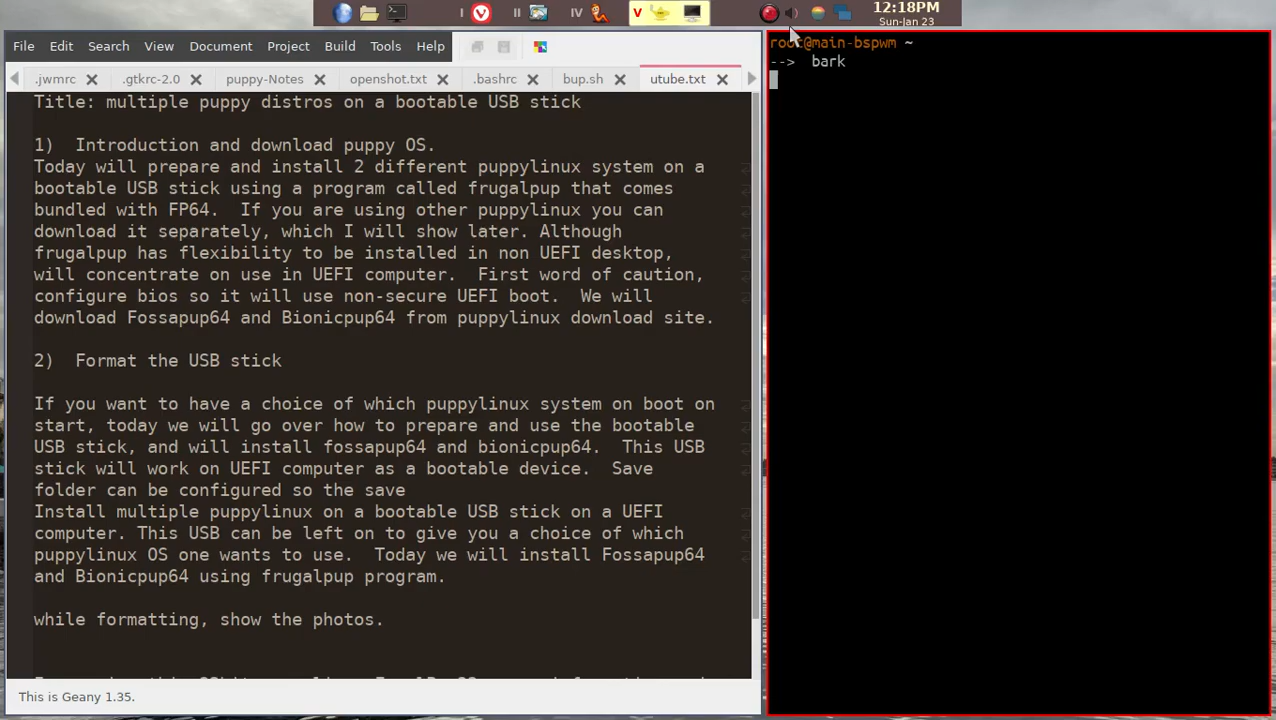 I
II
IV
V
12:18PM
Sun-Jan 23
File Edit Search View Document Project Build Tools Help
.jwmrc .gtkrc-2.0 puppy-Notes openshot.txt .bashrc bup.sh utube.txt
Title: multiple puppy distros on a bootable USB stick
1)  Introduction and download puppy OS.
Today will prepare and install 2 different puppylinux system on a
bootable USB stick using a program called frugalpup that comes
bundled with FP64.  If you are using other puppylinux you can
download it separately, which I will show later. Although
frugalpup has flexibility to be installed in non UEFI desktop,
will concentrate on use in UEFI computer.  First word of caution,
configure bios so it will use non-secure UEFI boot.  We will
download Fossapup64 and Bionicpup64 from puppylinux download site.
2)  Format the USB stick
If you want to have a choice of which puppylinux system on boot on
start, today we will go over how to prepare and use the bootable
USB stick, and will install fossapup64 and bionicpup64.  This USB
stick will work on UEFI computer as a bootable device.  Save
folder can be configured so the save
Install multiple puppylinux on a bootable USB stick on a UEFI
computer. This USB can be left on to give you a choice of which
puppylinux OS one wants to use.  Today we will install Fossapup64
and Bionicpup64 using frugalpup program.
while formatting, show the photos.
This is Geany 1.35.
root@main-bspwm ~
-->  bark